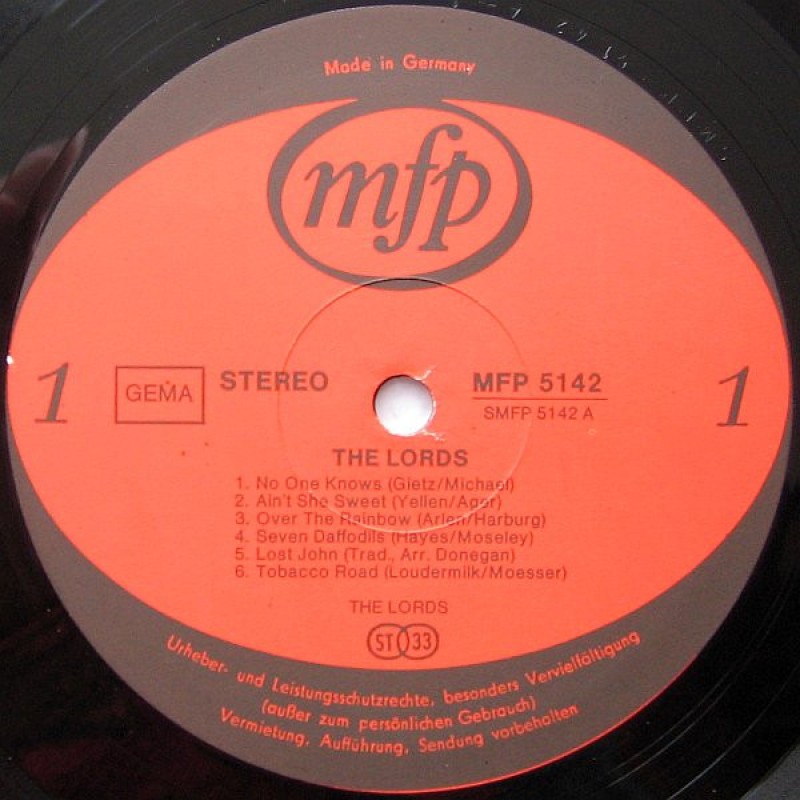 Made in Germany
mfp
1
GEMA
STEREO
MFP 5142
SMFP 5142 A
1
THE LORDS
1. No One Knows (Gietz/Michael)
2. Ain't She Sweet (Yellen/Ager)
3. Over The Rainbow (Arlen/Harburg)
4. Seven Daffodils (Hayes/Moseley)
5. Lost John (Trad., Arr. Donegan)
6. Tobacco Road (Loudermilk/Moesser)
THE LORDS
ST 33
Urheber- und Leistungsschutzrechte, besonders Vervielfältigung
(außer zum persönlichen Gebrauch)
Vermietung, Aufführung, Sendung vorbehalten